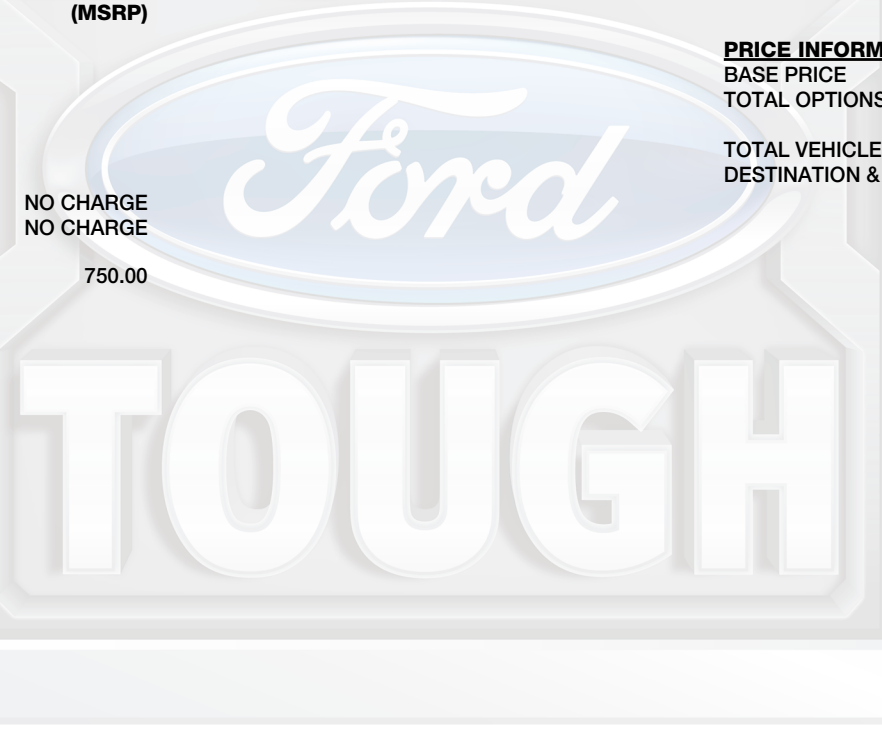 (MSRP)
NO CHARGE
NO CHARGE
750.00
PRICE INFORM
BASE PRICE
TOTAL OPTIONS
TOTAL VEHICLE
DESTINATION &
Ford
TOUGH